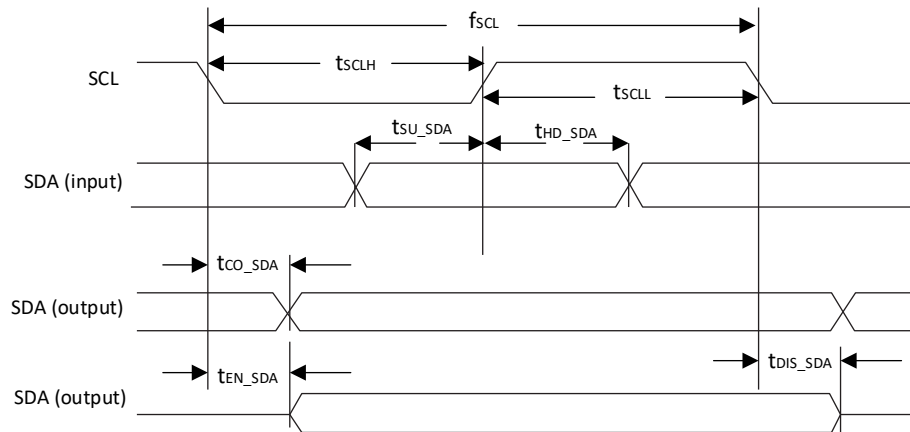 fSCL
tSCLH
SCL
tSCLL
tSU_SDA
tHD_SDA
SDA (input)
tCO_SDA
SDA (output)
tEN_SDA
tDIS_SDA
SDA (output)